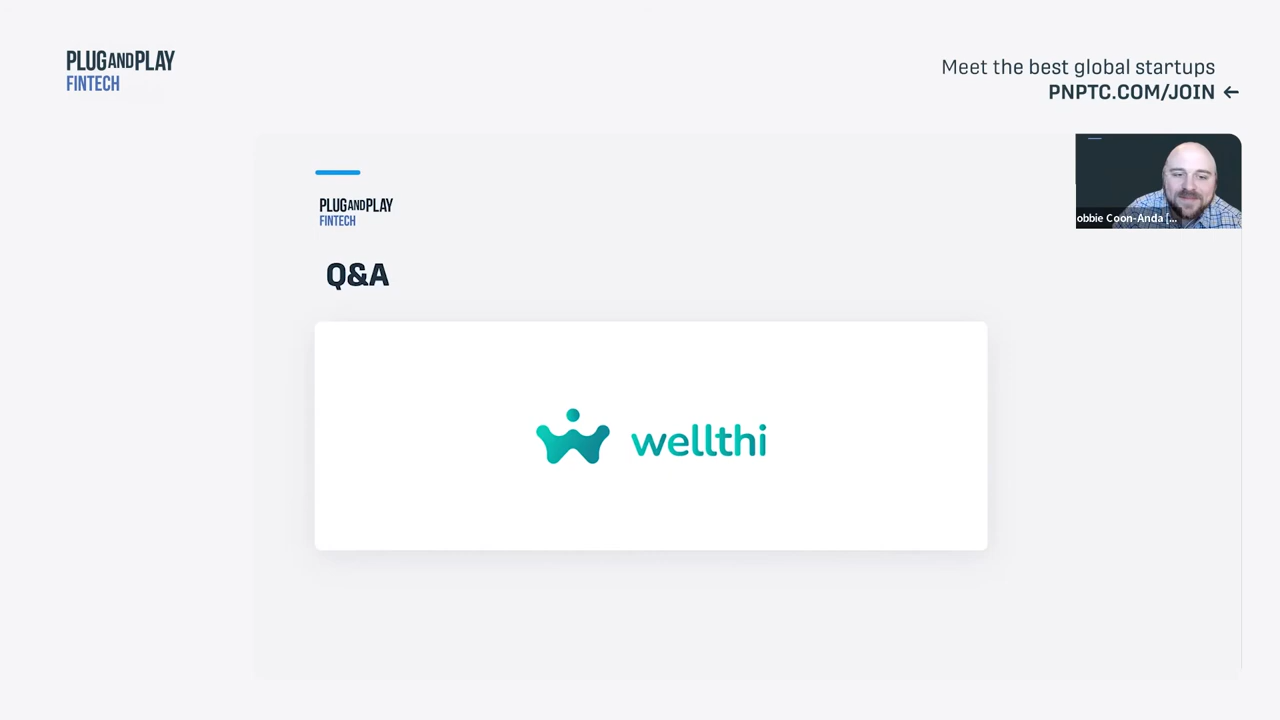 PLUGANDPLAY
FINTECH
Meet the best global startups
PNPTC.COM/JOIN ←
PLUGANDPLAY
FINTECH
obbie Coon-Anda [...
Q&A
wellthi